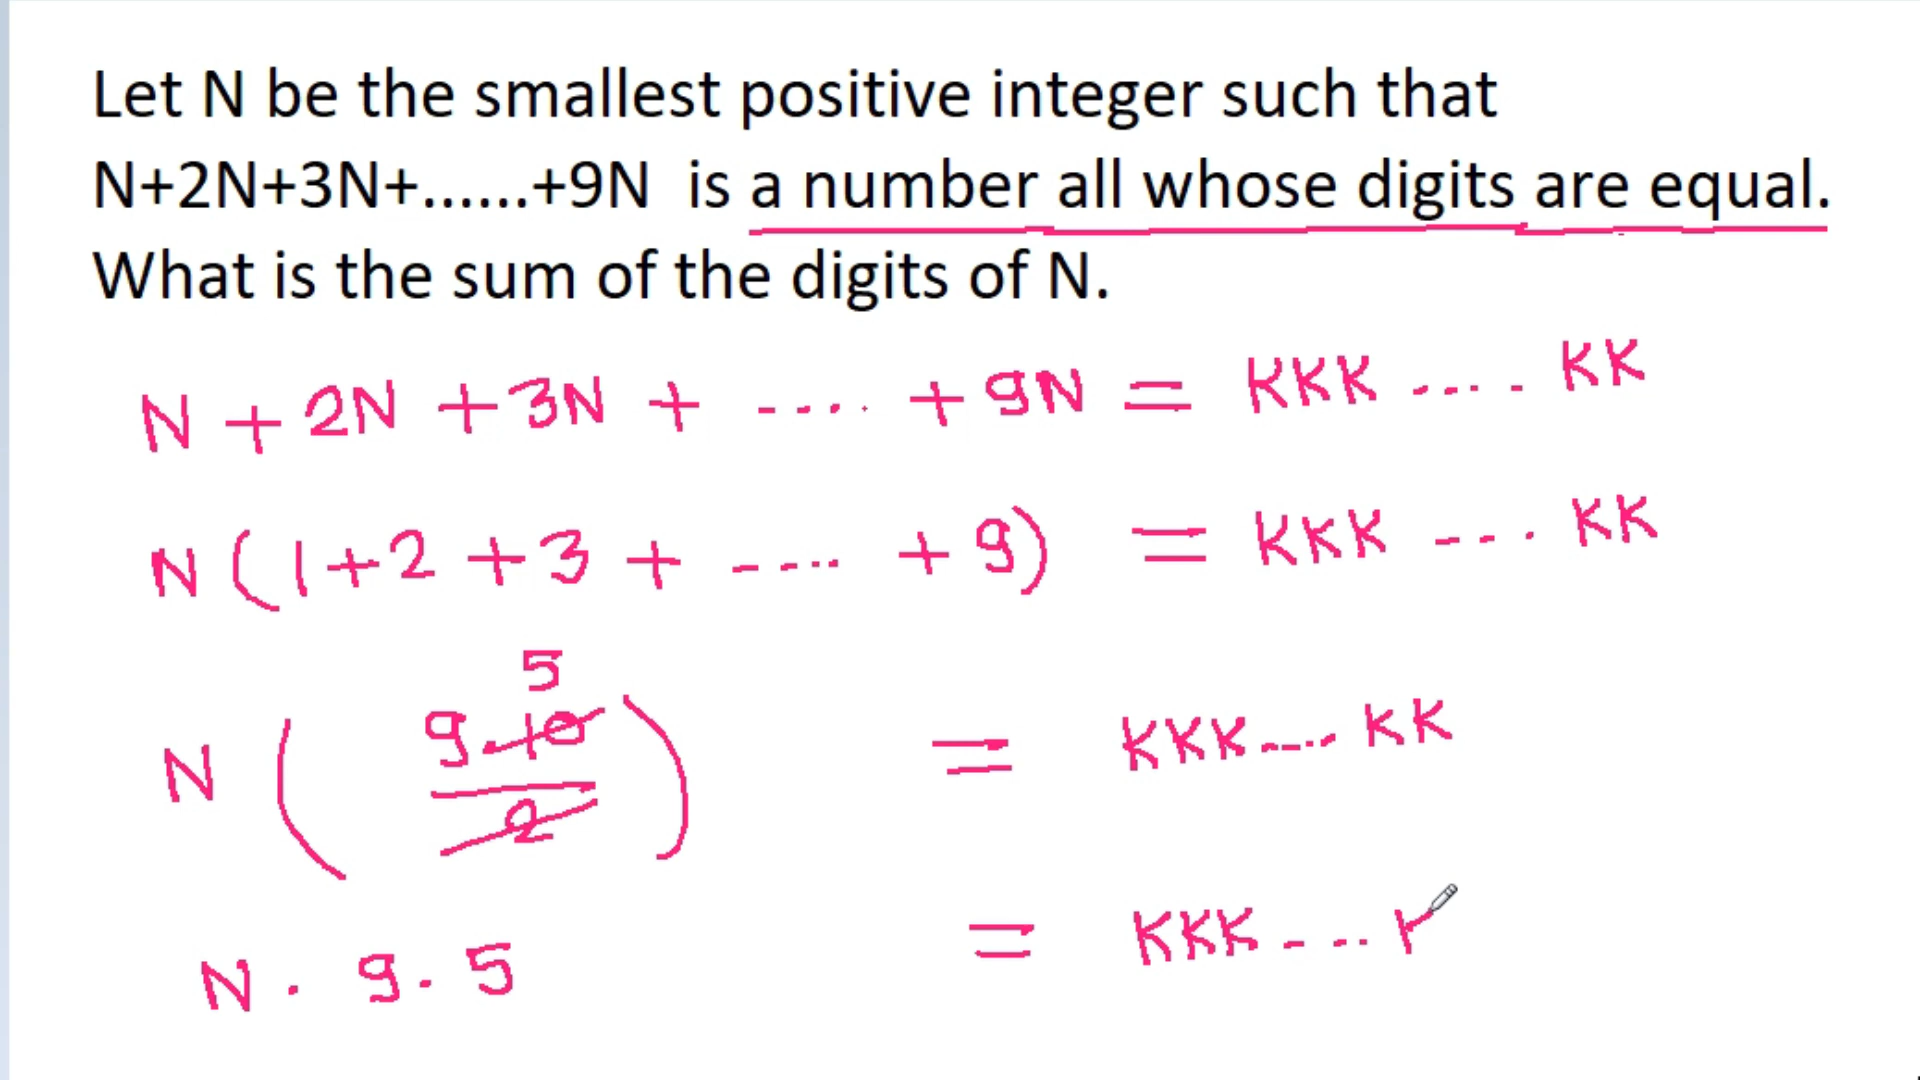 Let N be the smallest positive integer such that
N+2N+3N+......+9N is a number all whose digits are equal.
What is the sum of the digits of N.
N + 2N + 3N + ..... + 9N = KKK .... KK
N (1+2 +3 + ..... + 9) = KKK .... KK
5
N ( 9.10 / 2 ) = KKK .... KK
N . 9 . 5 = KKK ....